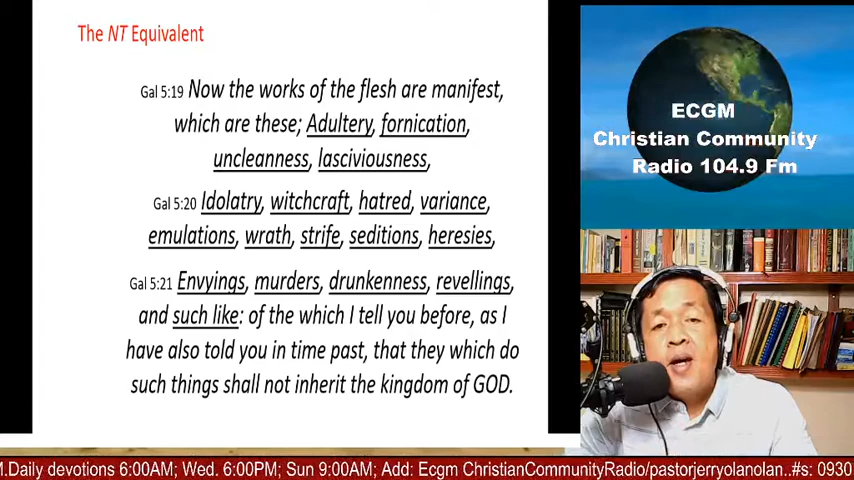 The NT Equivalent
Gal 5:19 Now the works of the flesh are manifest,
which are these; Adultery, fornication,
uncleanness, lasciviousness,
Gal 5:20 Idolatry, witchcraft, hatred, variance,
emulations, wrath, strife, seditions, heresies,
Gal 5:21 Envyings, murders, drunkenness, revellings,
and such like: of the which I tell you before, as I
have also told you in time past, that they which do
such things shall not inherit the kingdom of GOD.
ECGM
Christian Community
Radio 104.9 Fm
M.Daily devotions 6:00AM; Wed. 6:00PM; Sun 9:00AM; Add: Ecgm ChristianCommunityRadio/pastorjerryolanolan..#s: 0930